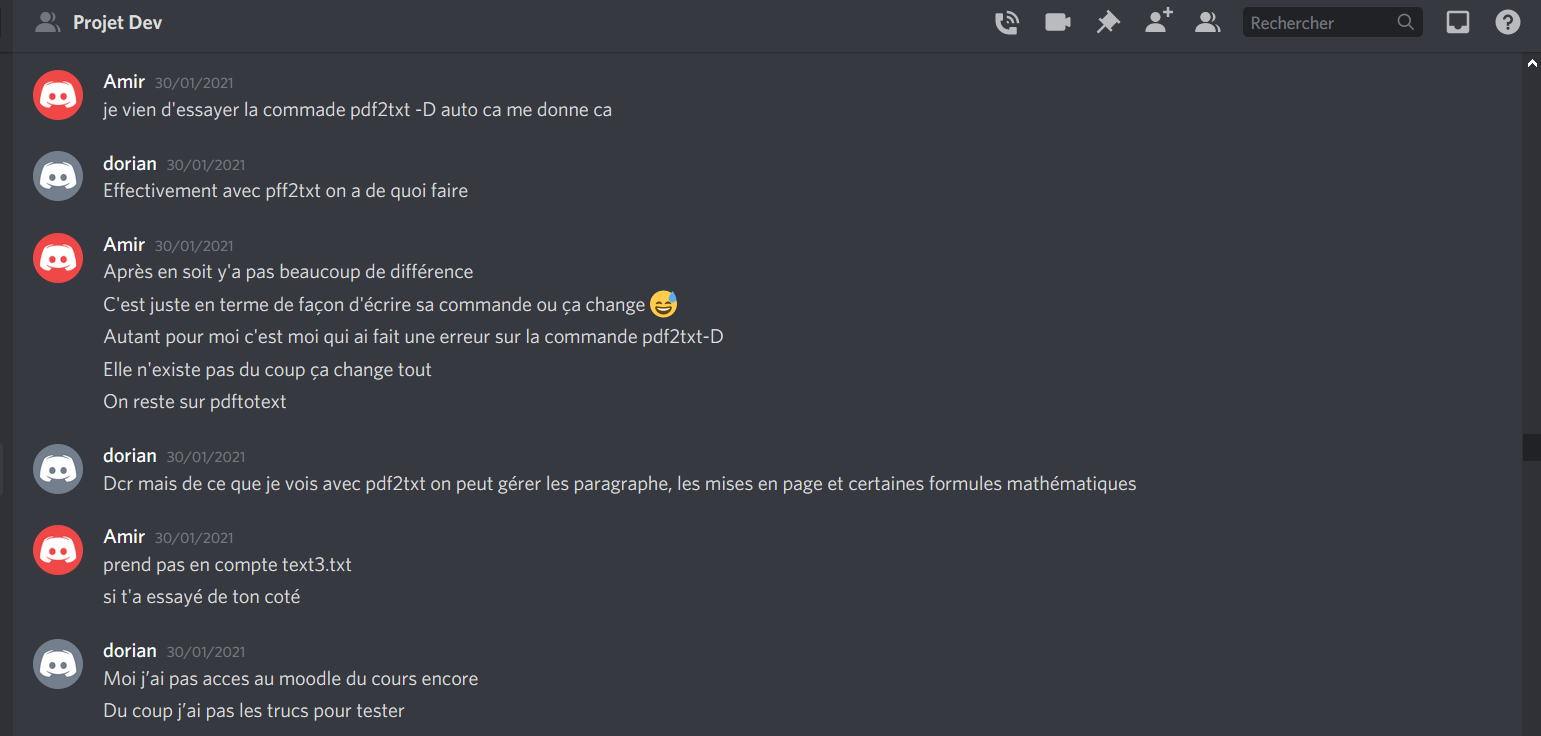 Projet Dev
Rechercher
Amir 30/01/2021
je vien d'essayer la commade pdf2txt -D auto ca me donne ca
dorian 30/01/2021
Effectivement avec pff2txt on a de quoi faire
Amir 30/01/2021
Après en soit y'a pas beaucoup de différence
C'est juste en terme de façon d'écrire sa commande ou ça change 😅
Autant pour moi c'est moi qui ai fait une erreur sur la commande pdf2txt-D
Elle n'existe pas du coup ça change tout
On reste sur pdftotext
dorian 30/01/2021
Dcr mais de ce que je vois avec pdf2txt on peut gérer les paragraphe, les mises en page et certaines formules mathématiques
Amir 30/01/2021
prend pas en compte text3.txt
si t'a essayé de ton coté
dorian 30/01/2021
Moi j’ai pas acces au moodle du cours encore
Du coup j’ai pas les trucs pour tester